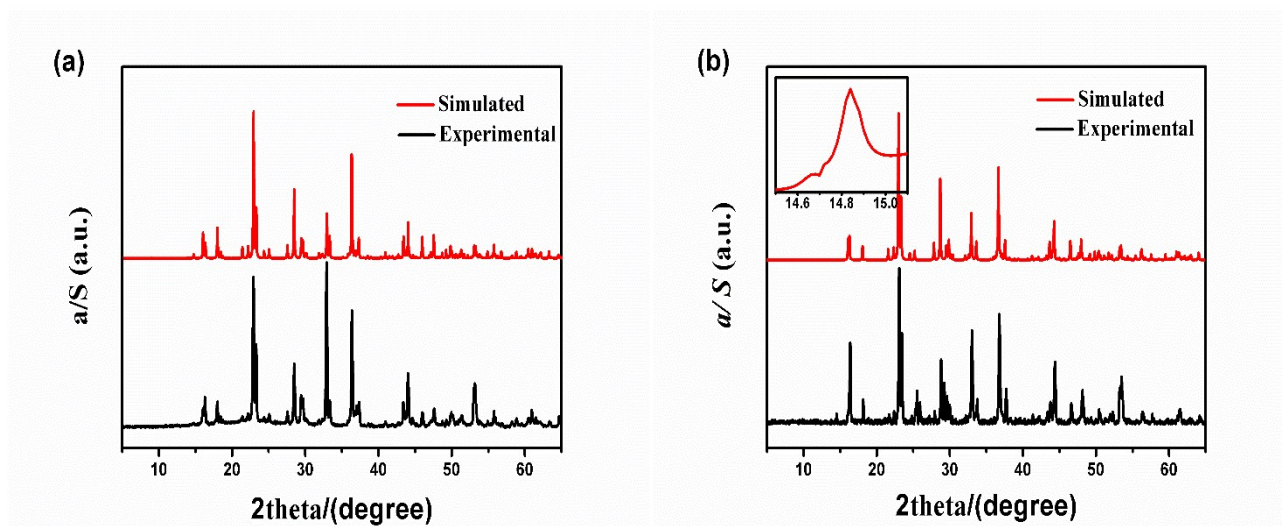 (a)
Simulated
Experimental
a/S (a.u.)
10 20 30 40 50 60
2theta/(degree)
(b)
Simulated
Experimental
14.6 14.8 15.0
a/ S (a.u.)
10 20 30 40 50 60
2theta/(degree)